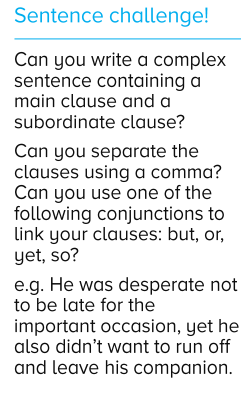 Sentence challenge!
Can you write a complex
sentence containing a
main clause and a
subordinate clause?
Can you separate the
clauses using a comma?
Can you use one of the
following conjunctions to
link your clauses: but, or,
yet, so?
e.g. He was desperate not
to be late for the
important occasion, yet he
also didn’t want to run off
and leave his companion.